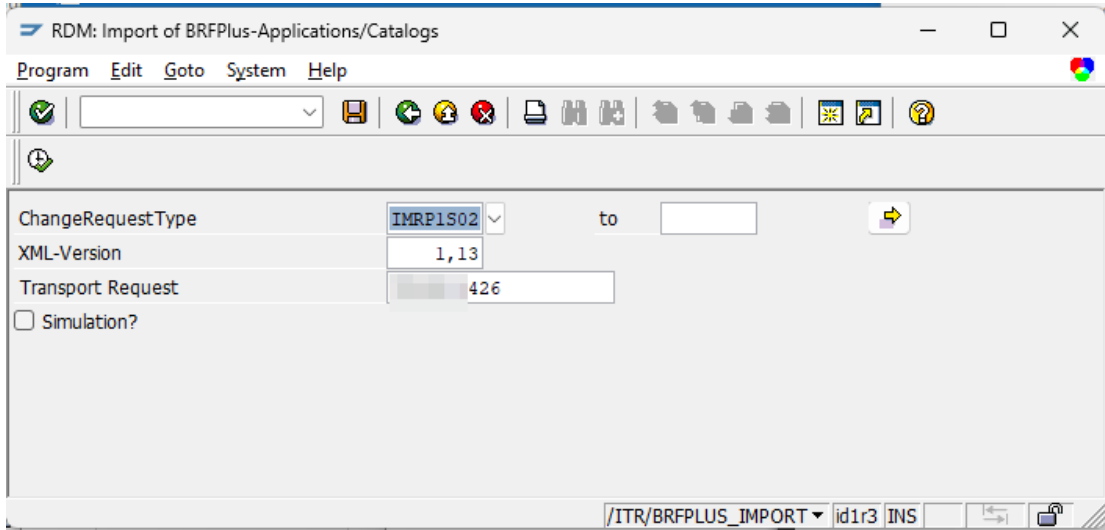 RDM: Import of BRFPlus-Applications/Catalogs
Program Edit Goto System Help
ChangeRequestType IMRP1S02 to
XML-Version 1,13
Transport Request 426
Simulation?
/ITR/BRFPLUS_IMPORT id1r3 INS